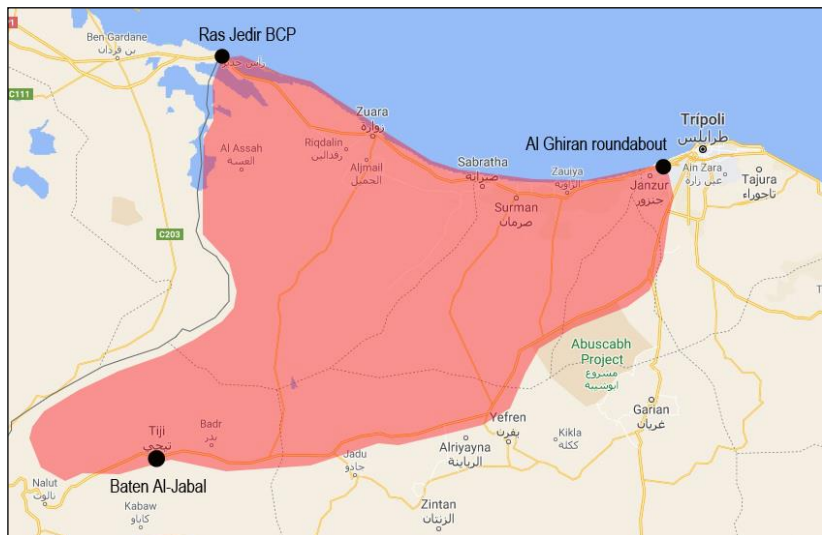 Ras Jedir BCP
Ben Gardane
بن قردان
C111
Zuara
زوارة
Al Ghiran roundabout
Trípoli
طرابلس
Ain Zara
عين زارة
Tajura
تاجوراء
Al Assah
العسة
Riqdalin
رقدالين
Aljmail
الجميل
Sabratha
صبراتة
Zauiya
الزاوية
Janzur
جنزور
Surman
صرمان
C203
Abuscabh
Project
مشروع
ابوشيبة
Tiji
تيجي
Badr
بدر
Yefren
يفرن
Kikla
ككلة
Garian
غريان
Alriyayna
الرياينة
Jadu
جادو
Nalut
نالوت
Baten Al-Jabal
Kabaw
كاباو
Zintan
الزنتان